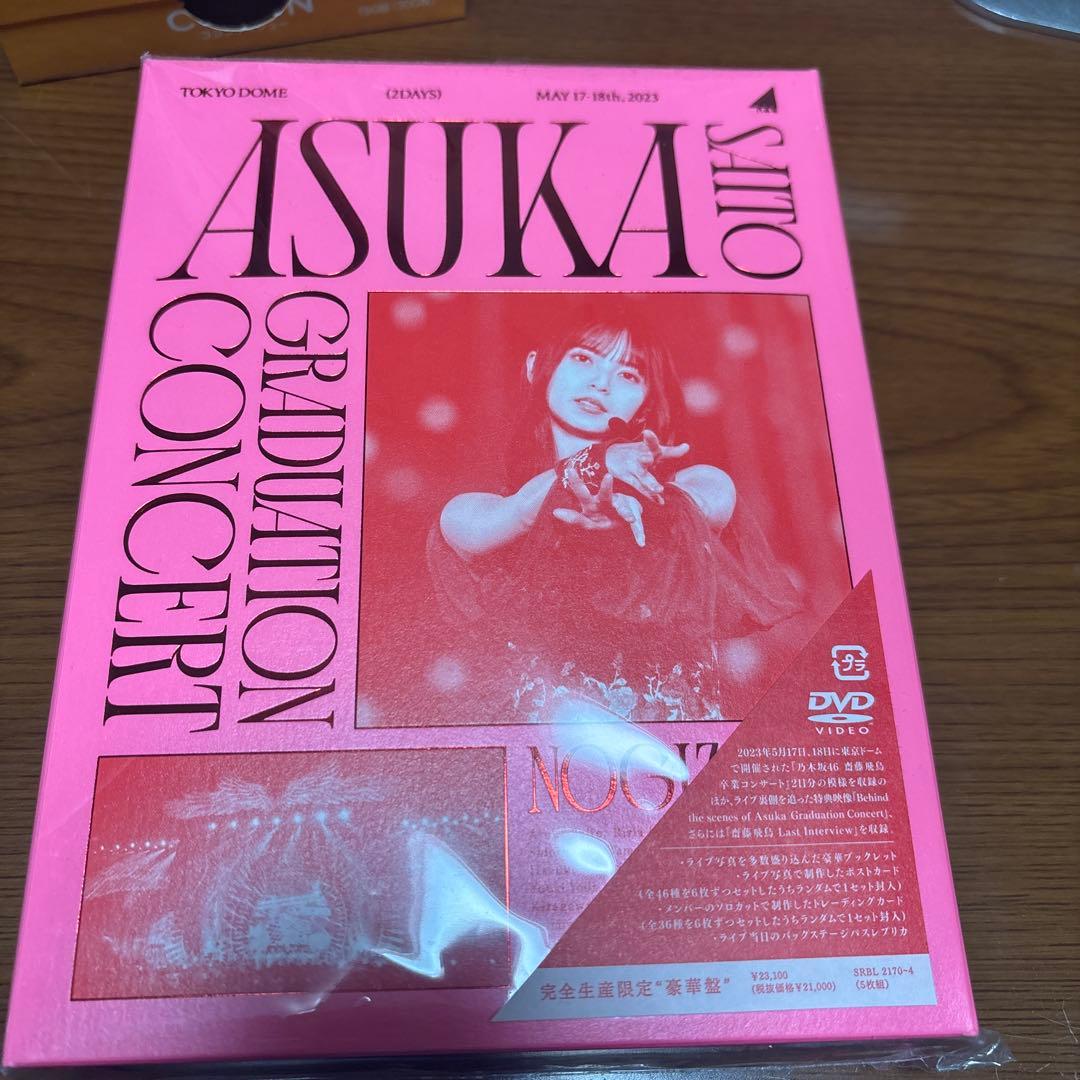 TOKYO DOME (2DAYS) MAY 17-18th, 2023
ASUKA
SAITO
GRADUATION
CONCERT
プラ
DVD
VIDEO
2023年5月17日、18日に東京ドーム
で開催された「乃木坂46 齋藤飛鳥
卒業コンサート」2日分の模様を収録の
ほか、ライブ裏側を追った特典映像「Behind
the scenes of Asuka Graduation Concert」、
さらには「齋藤飛鳥 Last Interview」を収録
・ライブ写真を多数盛り込んだ豪華ブックレット
・ライブ写真で制作したポストカード
(全46種を6枚ずつセットしたうちランダムで1セット封入)
・メンバーのソロカットで制作したトレーディングカード
(全36種を6枚ずつセットしたうちランダムで1セット封入)
・ライブ当日のバックステージパスレプリカ
完全生産限定"豪華盤"
¥23,100
(税抜価格¥21,000)
SRBL 2170~4
(5枚組)
NOGIZ